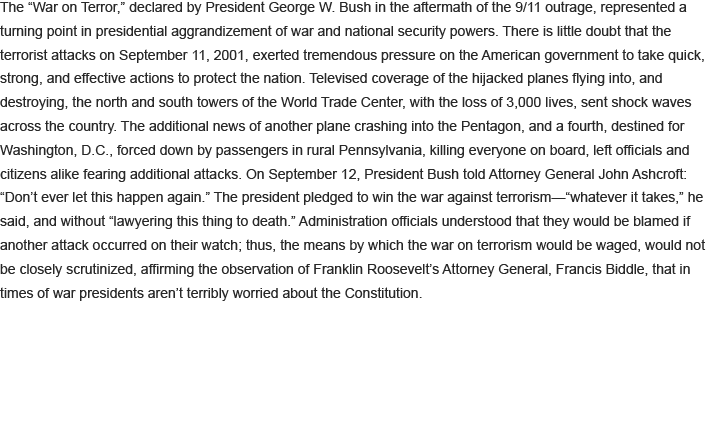 The “War on Terror,” declared by President George W. Bush in the aftermath of the 9/11 outrage, represented a
turning point in presidential aggrandizement of war and national security powers. There is little doubt that the
terrorist attacks on September 11, 2001, exerted tremendous pressure on the American government to take quick,
strong, and effective actions to protect the nation. Televised coverage of the hijacked planes flying into, and
destroying, the north and south towers of the World Trade Center, with the loss of 3,000 lives, sent shock waves
across the country. The additional news of another plane crashing into the Pentagon, and a fourth, destined for
Washington, D.C., forced down by passengers in rural Pennsylvania, killing everyone on board, left officials and
citizens alike fearing additional attacks. On September 12, President Bush told Attorney General John Ashcroft:
“Don’t ever let this happen again.” The president pledged to win the war against terrorism—“whatever it takes,” he
said, and without “lawyering this thing to death.” Administration officials understood that they would be blamed if
another attack occurred on their watch; thus, the means by which the war on terrorism would be waged, would not
be closely scrutinized, affirming the observation of Franklin Roosevelt’s Attorney General, Francis Biddle, that in
times of war presidents aren’t terribly worried about the Constitution.